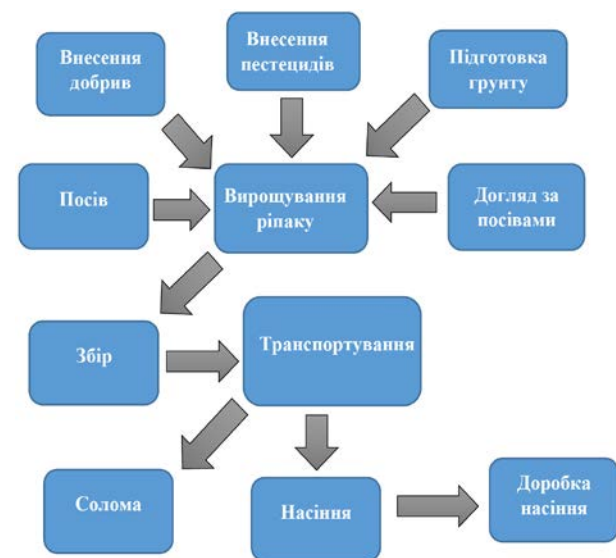 Внесення
добрив
Внесення
пестецидів
Підготовка
грунту
Посів
Вирощування
ріпаку
Догляд за
посівами
Збір
Транспортування
Солома
Насіння
Доробка
насіння